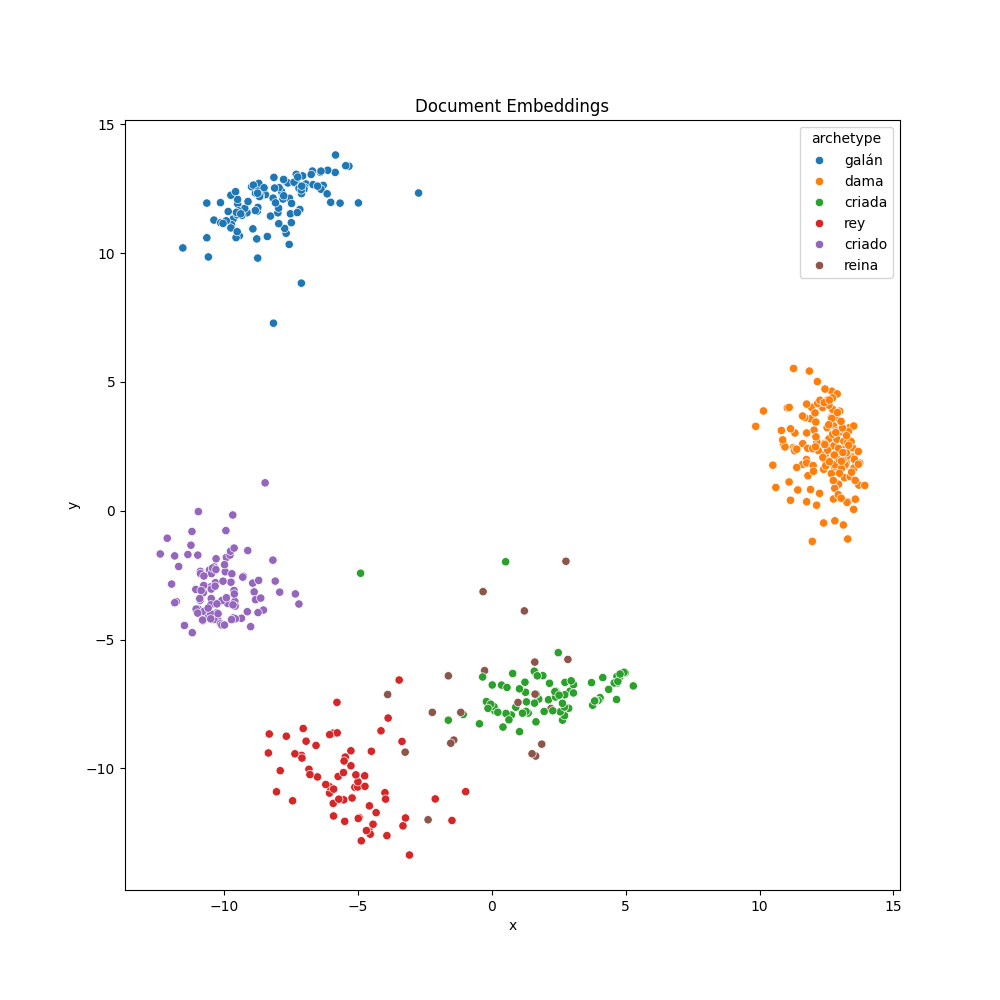 Document Embeddings
archetype
galán
dama
criada
rey
criado
reina
15
10
5
0
−5
−10
y
−10
−5
0
5
10
15
x